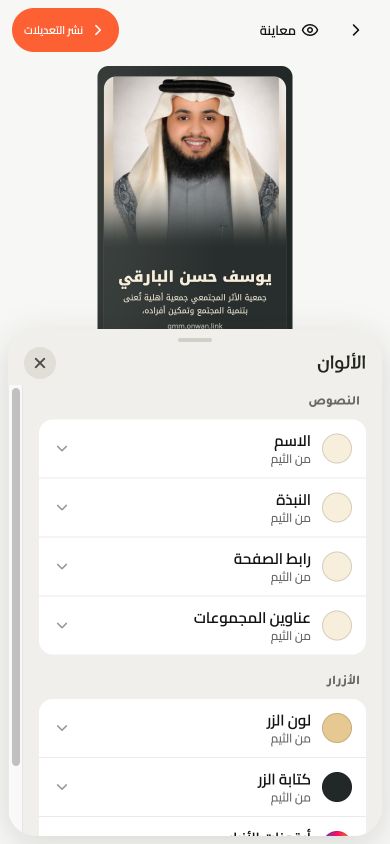 معاينة
نشر التعديلات
يوسف حسن البارقي
جمعية الأثر المجتمعي جمعية أهلية تُعنى
بتنمية المجتمع وتمكين أفراده،
qmm.onwan.link
الألوان
النصوص
الاسم
من الثيم
النبذة
من الثيم
رابط الصفحة
من الثيم
عناوين المجموعات
من الثيم
الأزرار
لون الزر
من الثيم
كتابة الزر
من الثيم